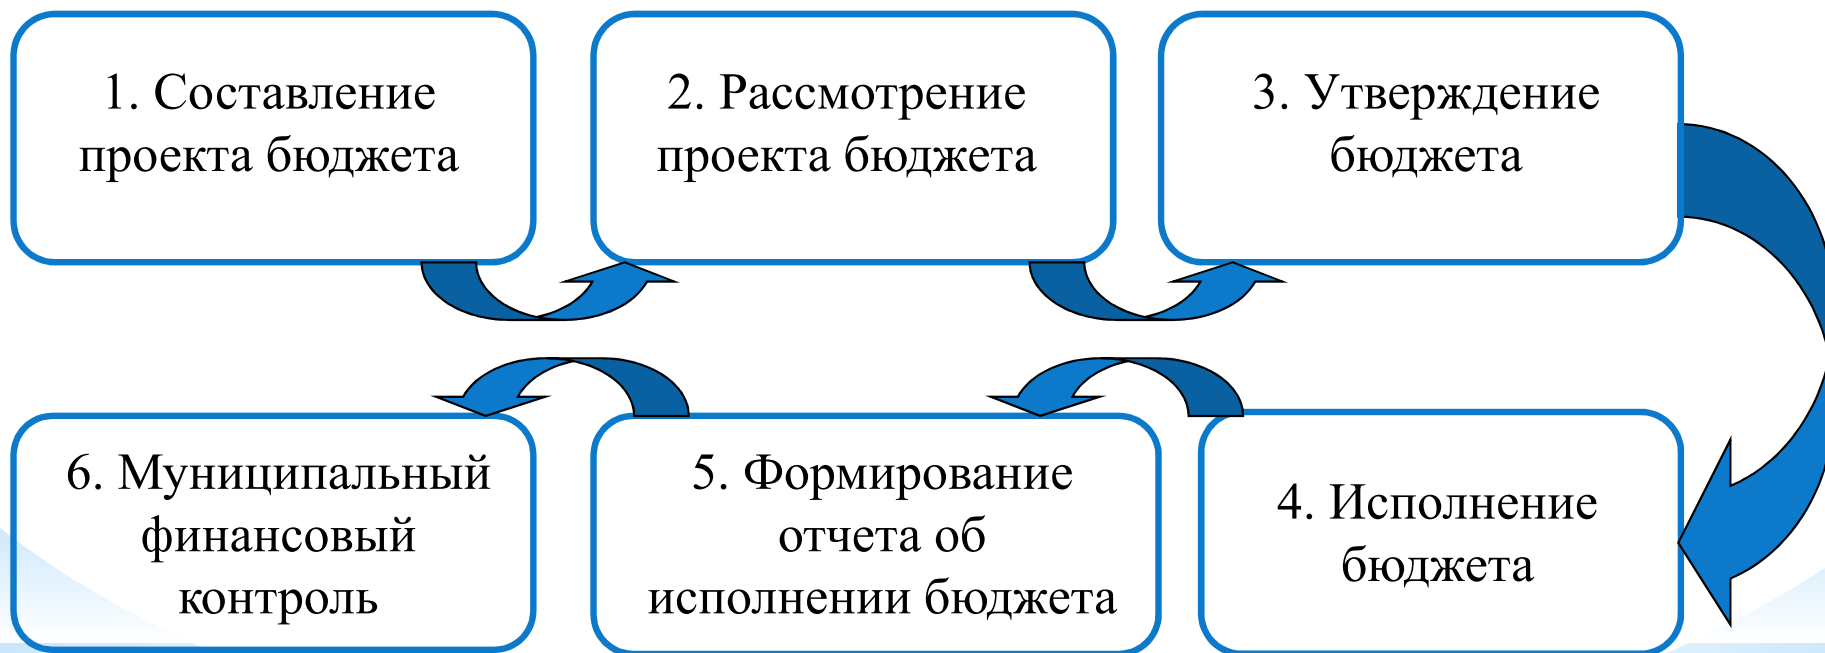 1. Составление
проекта бюджета
2. Рассмотрение
проекта бюджета
3. Утверждение
бюджета
4. Исполнение
бюджета
5. Формирование
отчета об
исполнении бюджета
6. Муниципальный
финансовый
контроль